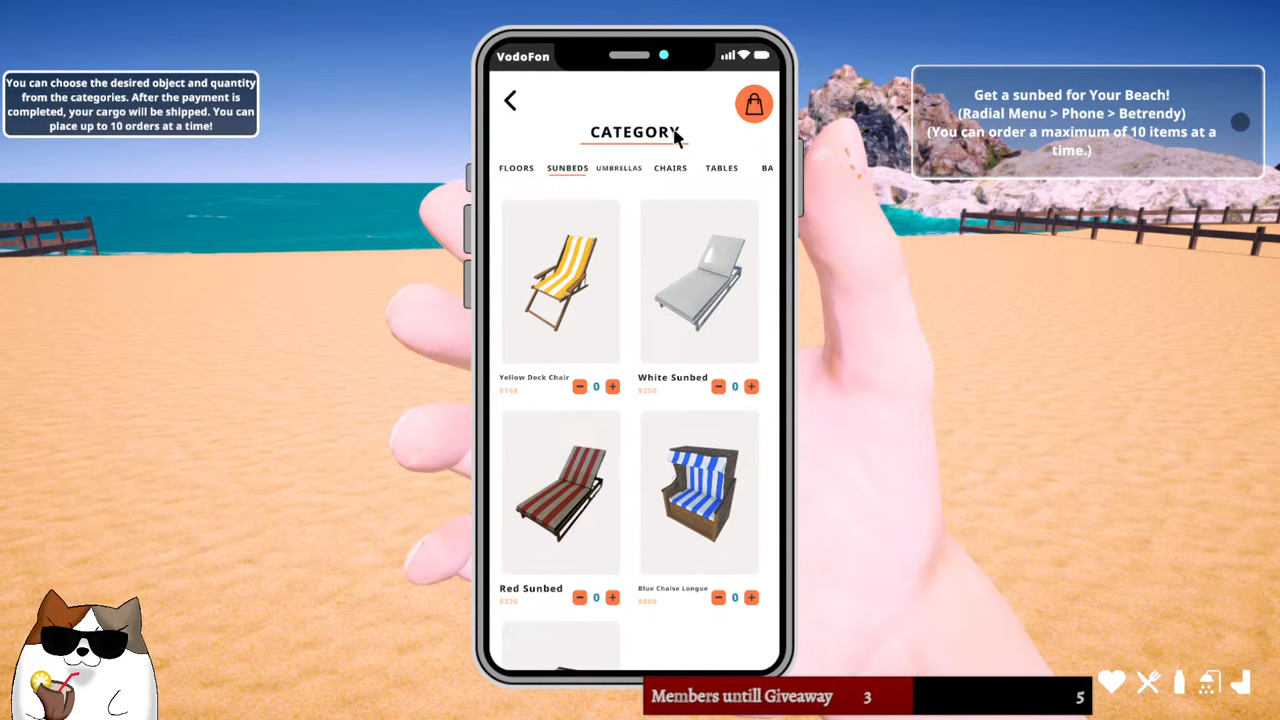 VodoFon
You can choose the desired object and quantity
from the categories. After the payment is
completed, your cargo will be shipped. You can
place up to 10 orders at a time!
Get a sunbed for Your Beach!
(Radial Menu > Phone > Betrendy)
(You can order a maximum of 10 items at a
time.)
CATEGORY
FLOORS SUNBEDS UMBRELLAS CHAIRS TABLES BA
Yellow Deck Chair
$168
0
White Sunbed
$250
0
Red Sunbed
0
Blue Chaise Longue
0
Members untill Giveaway 3 5